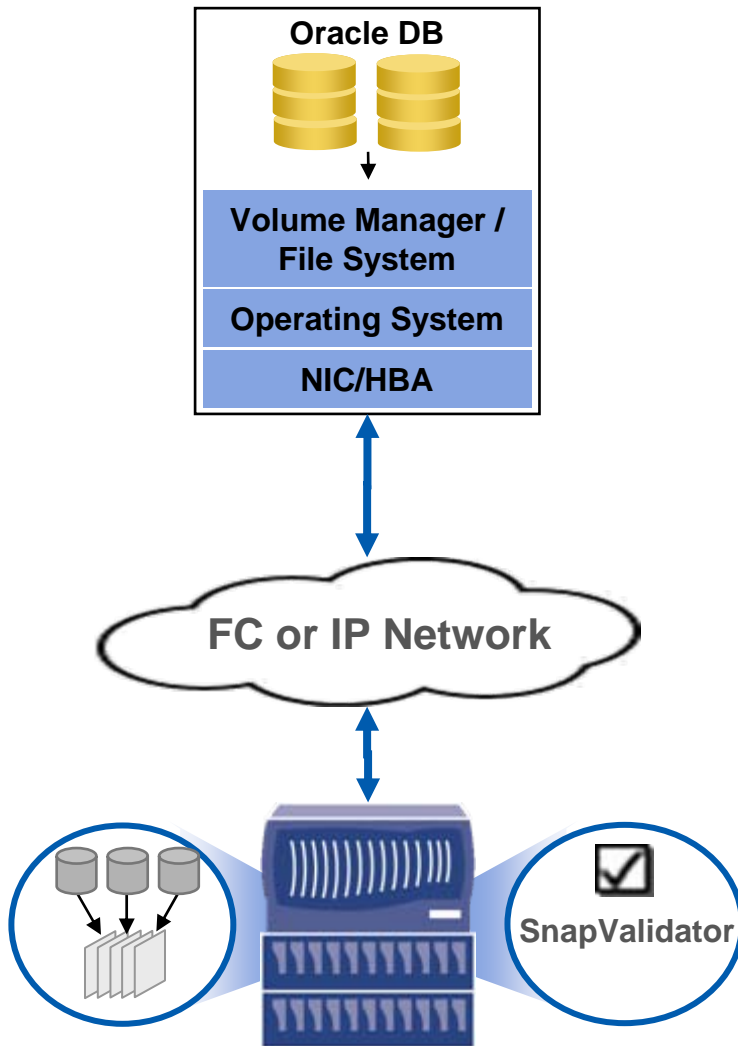 Oracle DB
Volume Manager /
File System
Operating System
NIC/HBA
FC or IP Network
SnapValidator